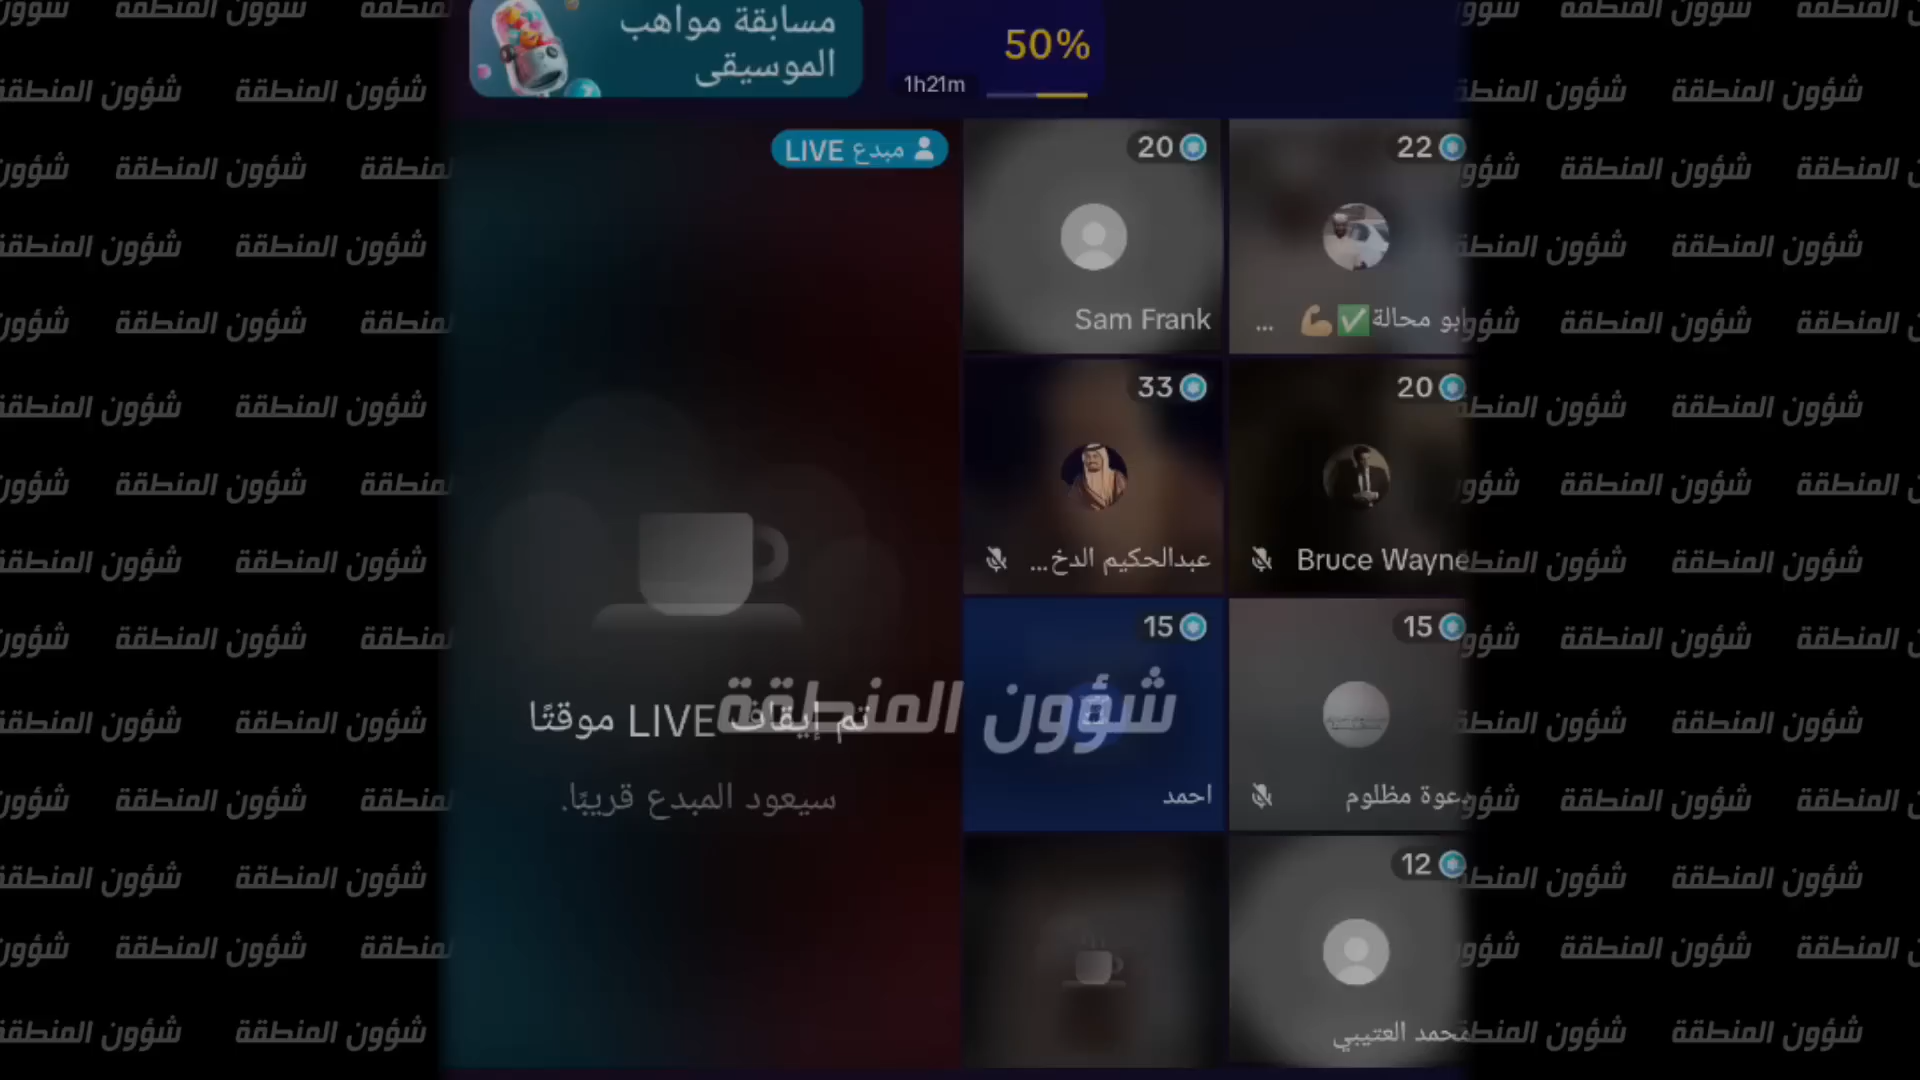 مسابقة مواهب
الموسيقى
50%
1h21m
مبدع LIVE
20
22
Sam Frank
ابو محالة✅💪 ...
33
20
عبدالحكيم الدخ...
Bruce Wayne
تم إيقاف LIVE موقتًا
سيعود المبدع قريبًا.
15
15
احمد
دعوة مظلوم
12
محمد العتيبي
شؤون المنطقة